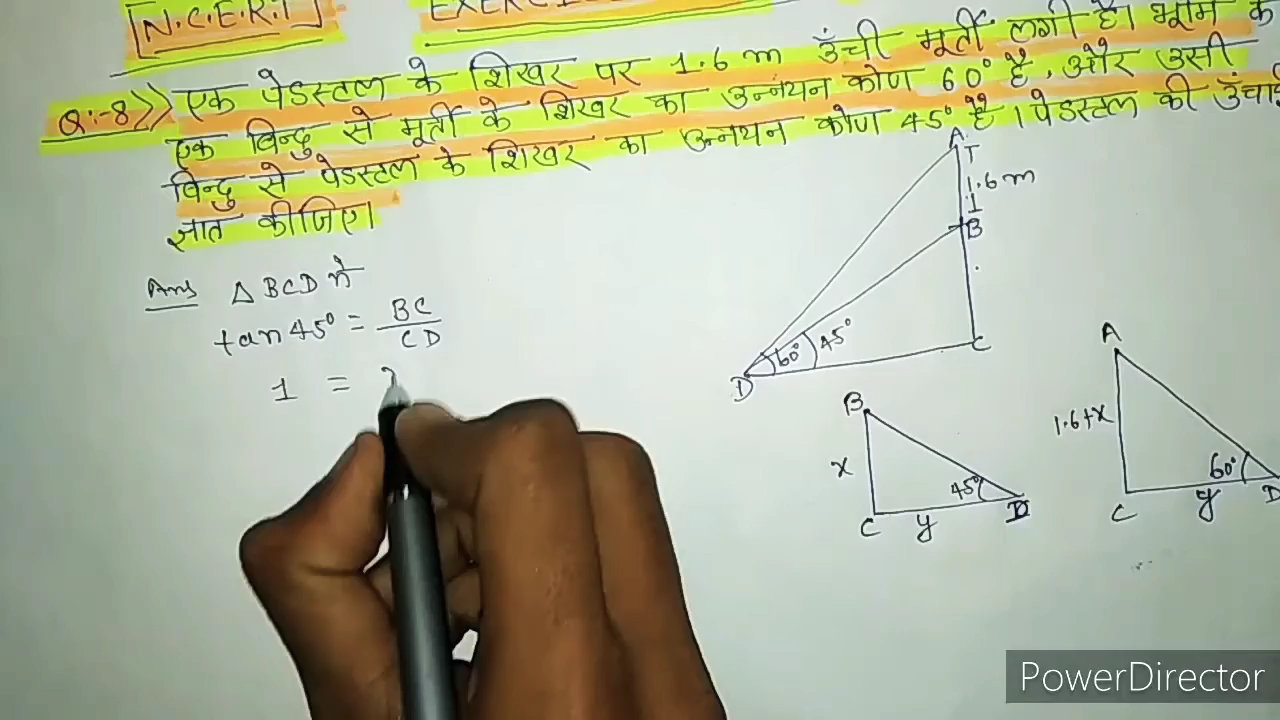 [N.C.E.R.T]
Q:-8>> एक पेडस्टल के शिखर पर 1.6 m उँची मूर्ती लगी है। भूमि के
एक बिन्दु से मूर्ती के शिखर का उन्नयन कोण 60° है, और उसी
बिन्दु से पेडस्टल के शिखर का उन्नयन कोण 45° है। पेडस्टल की
ज्ञात कीजिए।
Ans △ BCD में
tan 45° = BC/CD
1 =
A
1.6 m
B
60° 45°
D
C
B
x
45°
C y D
A
1.6+x
60°
C y D
PowerDirector